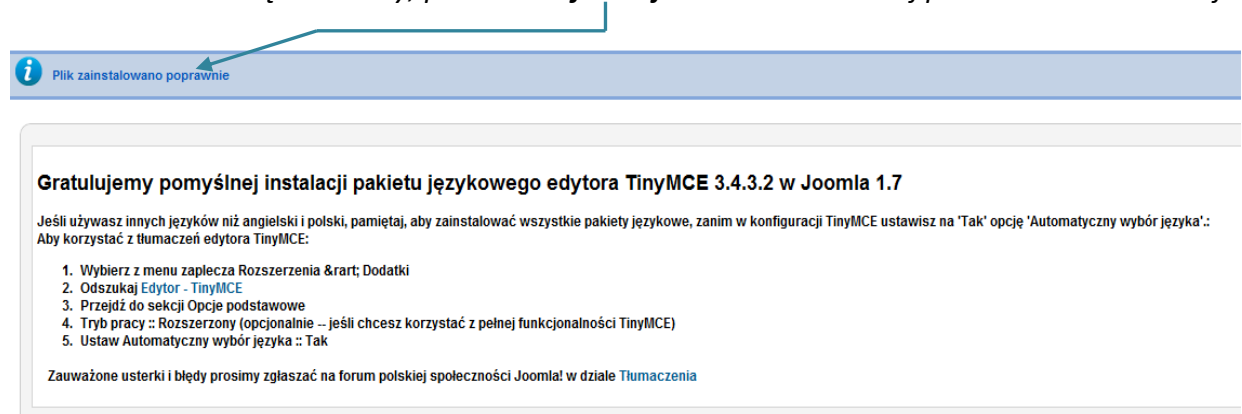 Plik zainstalowano poprawnie
Gratulujemy pomyślnej instalacji pakietu językowego edytora TinyMCE 3.4.3.2 w Joomla 1.7
Jeśli używasz innych języków niż angielski i polski, pamiętaj, aby zainstalować wszystkie pakiety językowe, zanim w konfiguracji TinyMCE ustawisz na 'Tak' opcję 'Automatyczny wybór języka'.:
Aby korzystać z tłumaczeń edytora TinyMCE:
1. Wybierz z menu zaplecza Rozszerzenia &rart; Dodatki
2. Odszukaj Edytor - TinyMCE
3. Przejdź do sekcji Opcje podstawowe
4. Tryb pracy :: Rozszerzony (opcjonalnie -- jeśli chcesz korzystać z pełnej funkcjonalności TinyMCE)
5. Ustaw Automatyczny wybór języka :: Tak
Zauważone usterki i błędy prosimy zgłaszać na forum polskiej społeczności Joomla! w dziale Tłumaczenia